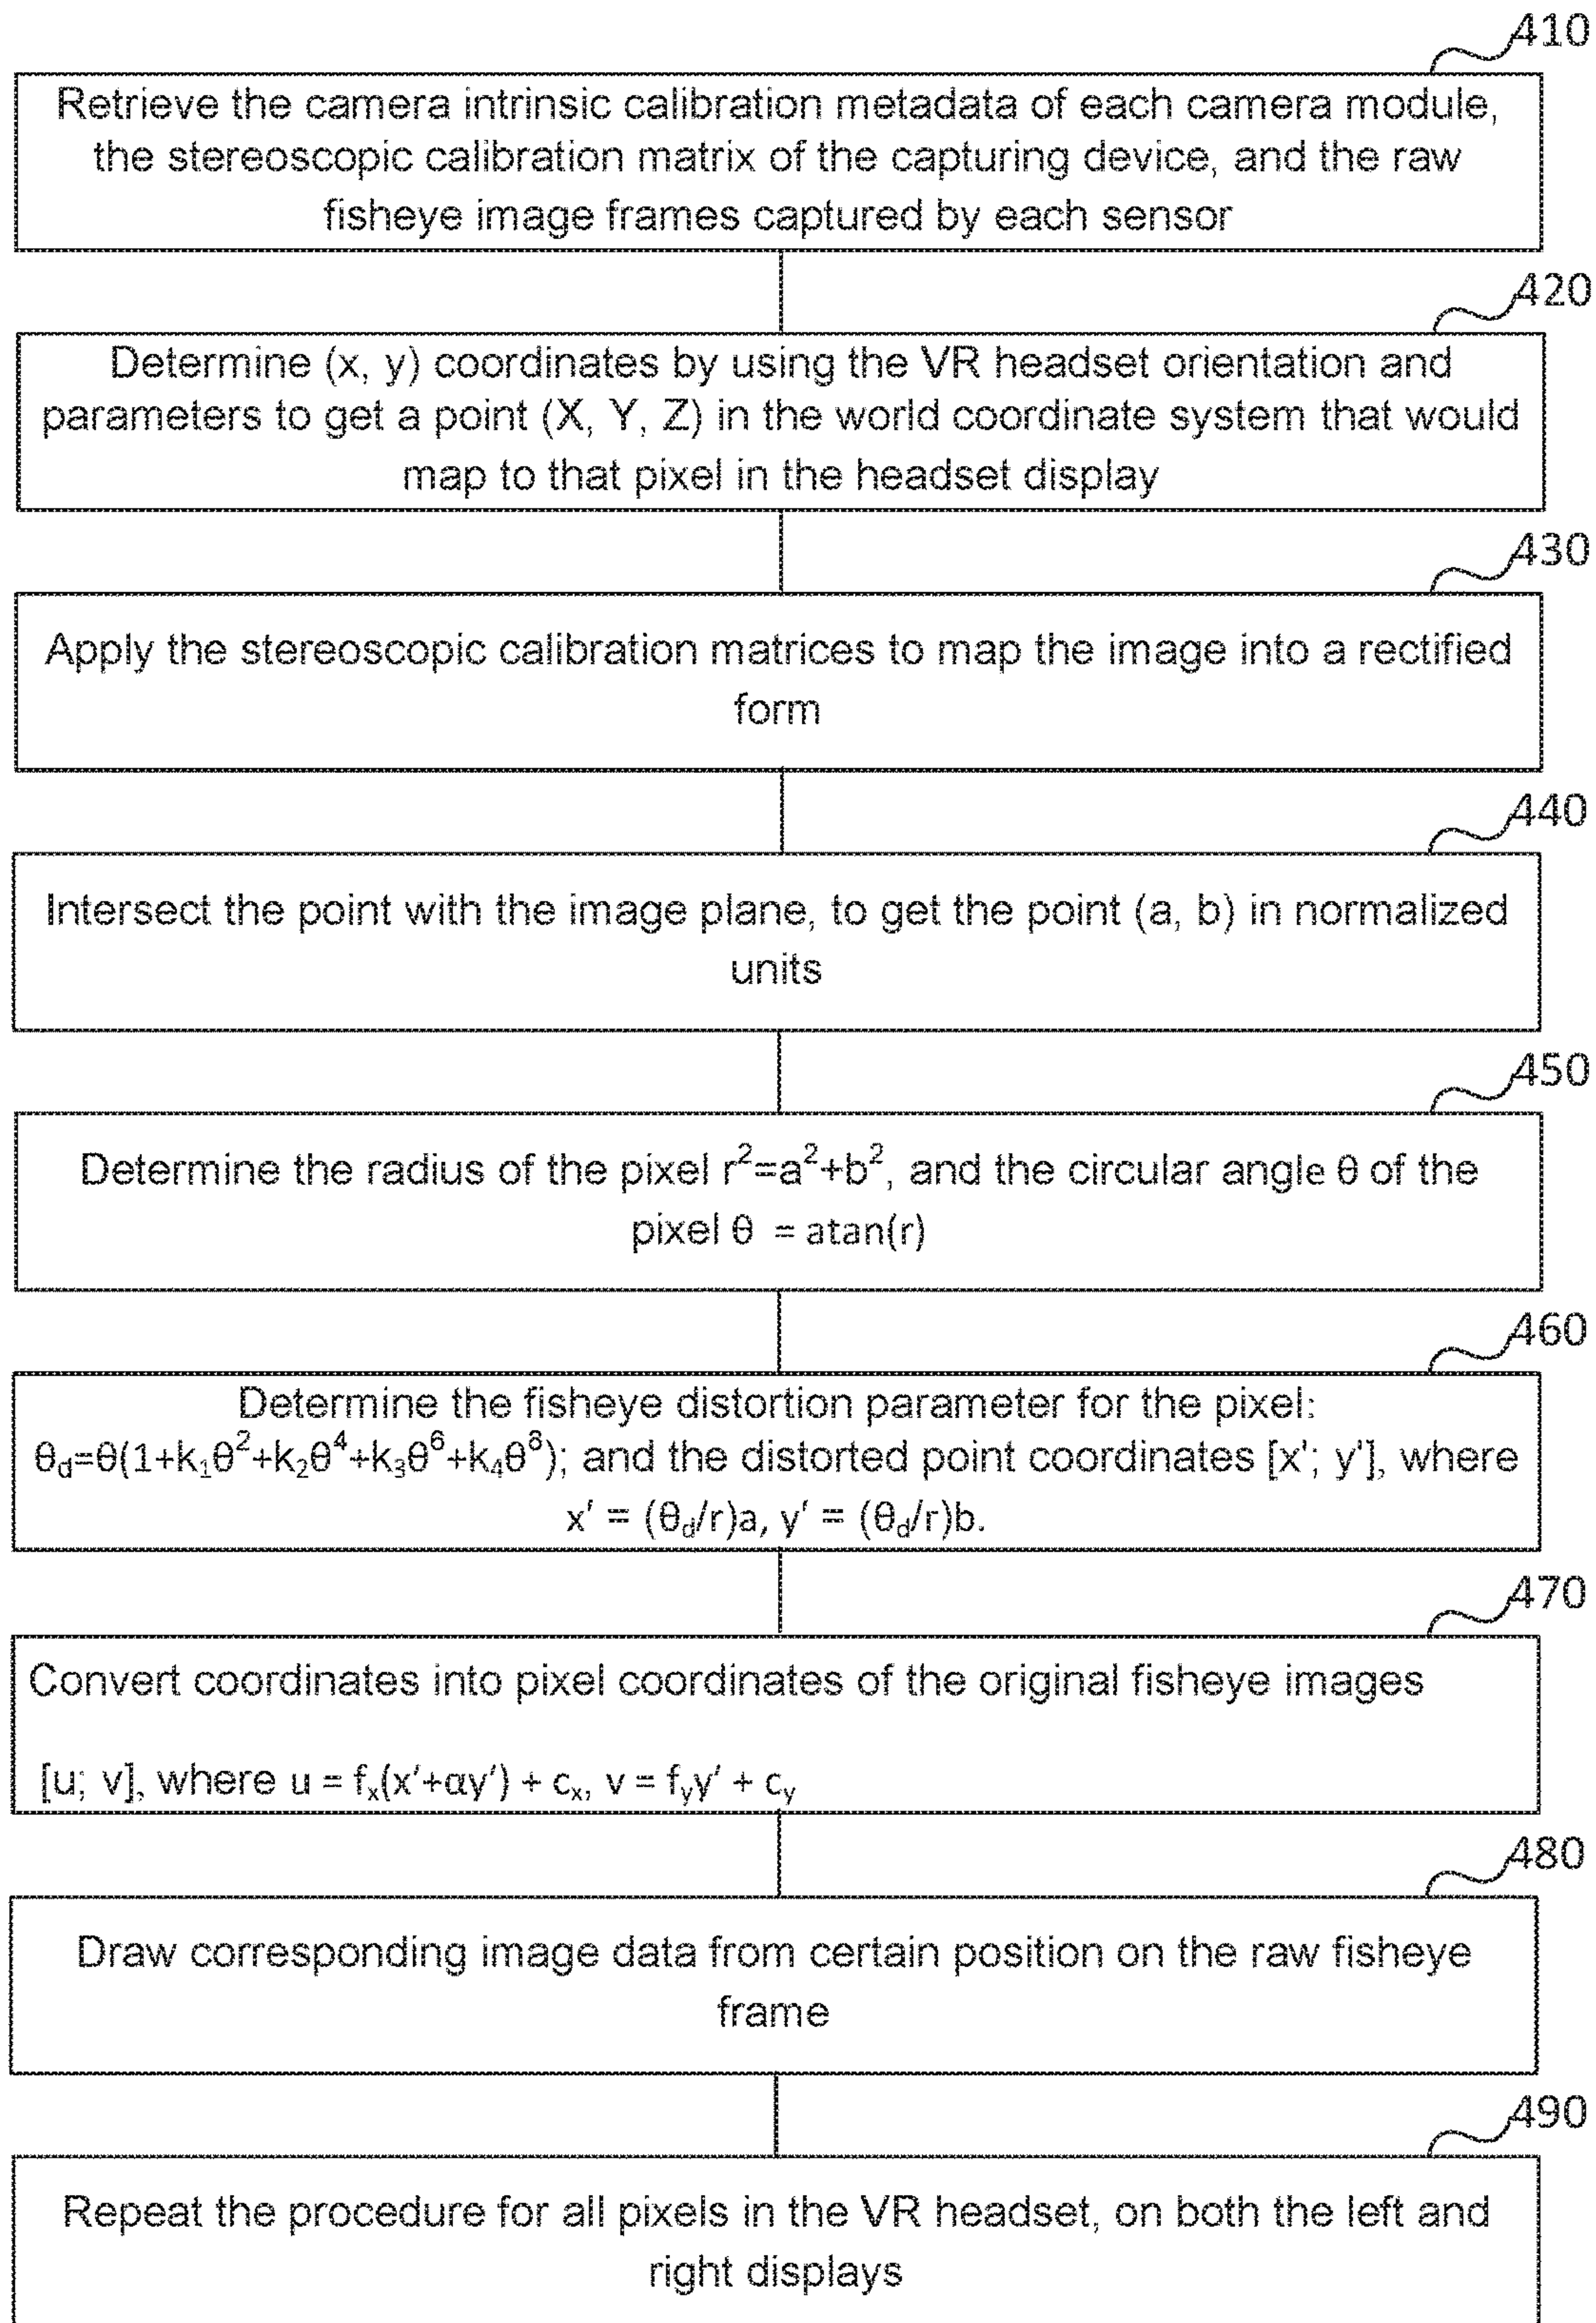 410
Retrieve the camera intrinsic calibration metadata of each camera module,
the stereoscopic calibration matrix of the capturing device, and the raw
fisheye image frames captured by each sensor
420
Determine (x, y) coordinates by using the VR headset orientation and
parameters to get a point (X, Y, Z) in the world coordinate system that would
map to that pixel in the headset display
430
Apply the stereoscopic calibration matrices to map the image into a rectified
form
440
Intersect the point with the image plane, to get the point (a, b) in normalized
units
450
Determine the radius of the pixel r²=a²+b², and the circular angle θ of the
pixel θ = atan(r)
460
Determine the fisheye distortion parameter for the pixel:
θd=θ(1+k₁θ²+k₂θ⁴+k₃θ⁶+k₄θ⁸); and the distorted point coordinates [x'; y'], where
x' = (θd/r)a, y' = (θd/r)b.
470
Convert coordinates into pixel coordinates of the original fisheye images
[u; v], where u = fₓ(x'+αy') + cₓ, v = fyy' + cy
480
Draw corresponding image data from certain position on the raw fisheye
frame
490
Repeat the procedure for all pixels in the VR headset, on both the left and
right displays